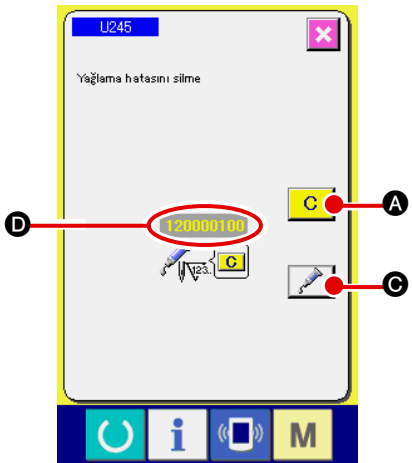 U245
Yağlama hatasını silme
C
A
D
120000100
123.
C
C
M